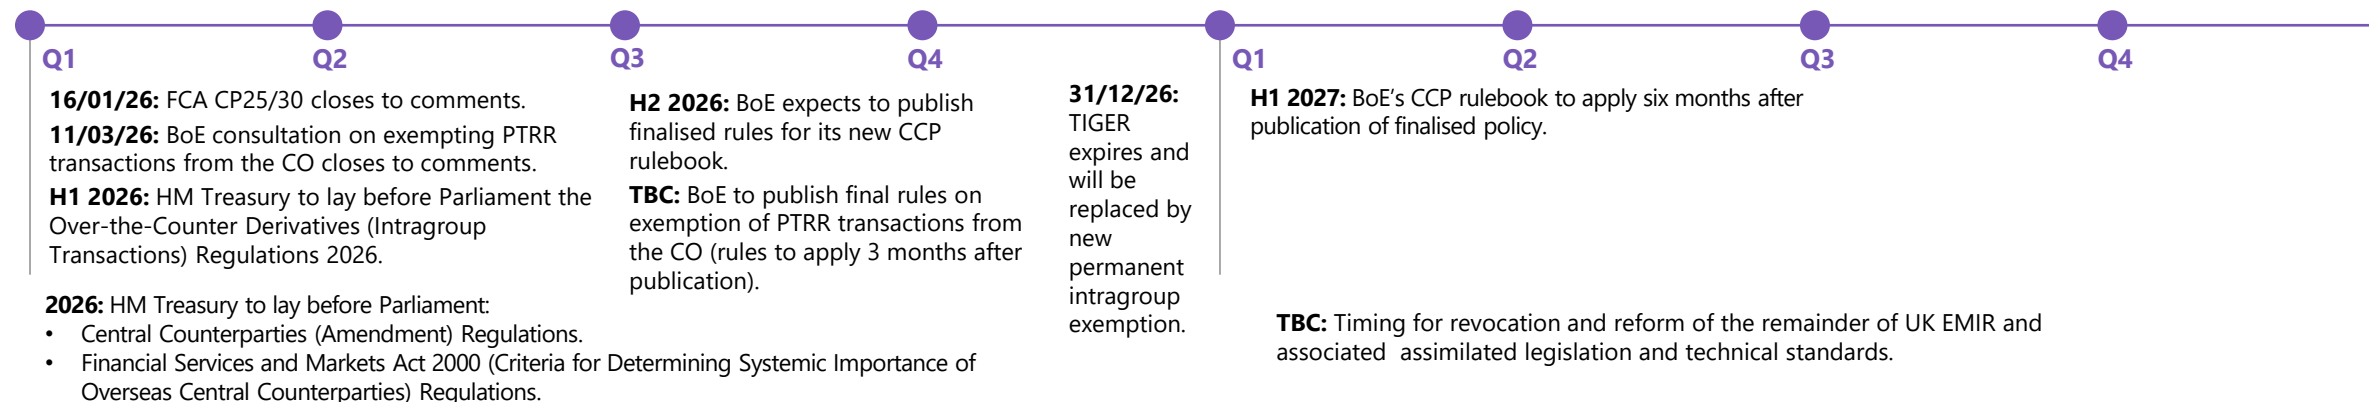 Q1
Q2
Q3
Q4
Q1
Q2
Q3
Q4
16/01/26: FCA CP25/30 closes to comments.
11/03/26: BoE consultation on exempting PTRR
transactions from the CO closes to comments.
H1 2026: HM Treasury to lay before Parliament the
Over-the-Counter Derivatives (Intragroup
Transactions) Regulations 2026.
2026: HM Treasury to lay before Parliament:
• Central Counterparties (Amendment) Regulations.
• Financial Services and Markets Act 2000 (Criteria for Determining Systemic Importance of
Overseas Central Counterparties) Regulations.
H2 2026: BoE expects to publish
finalised rules for its new CCP
rulebook.
TBC: BoE to publish final rules on
exemption of PTRR transactions from
the CO (rules to apply 3 months after
publication).
31/12/26:
TIGER
expires and
will be
replaced by
new
permanent
intragroup
exemption.
H1 2027: BoE’s CCP rulebook to apply six months after
publication of finalised policy.
TBC: Timing for revocation and reform of the remainder of UK EMIR and
associated assimilated legislation and technical standards.